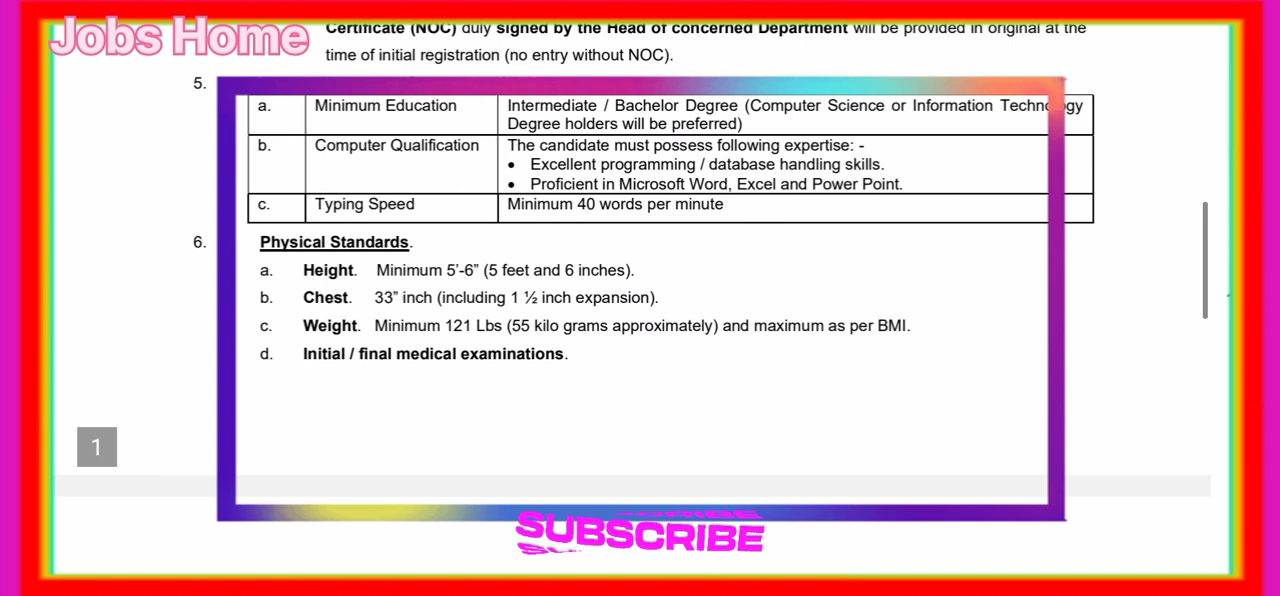 Jobs Home
Certificate (NOC) duly signed by the Head of concerned Department will be provided in original at the
time of initial registration (no entry without NOC).
5.
a. Minimum Education Intermediate / Bachelor Degree (Computer Science or Information Technology
Degree holders will be preferred)
b. Computer Qualification The candidate must possess following expertise: -
• Excellent programming / database handling skills.
• Proficient in Microsoft Word, Excel and Power Point.
c. Typing Speed Minimum 40 words per minute
6. Physical Standards.
a. Height. Minimum 5'-6” (5 feet and 6 inches).
b. Chest. 33” inch (including 1 ½ inch expansion).
c. Weight. Minimum 121 Lbs (55 kilo grams approximately) and maximum as per BMI.
d. Initial / final medical examinations.
1
SUBSCRIBE